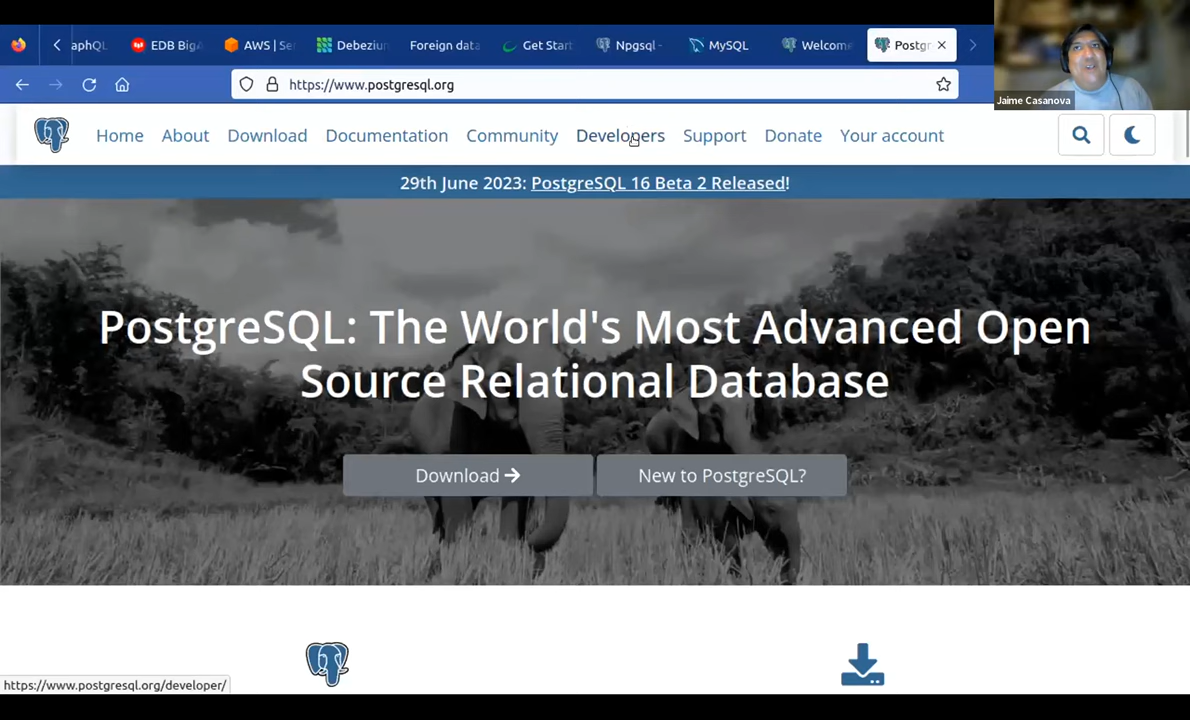 aphQL
EDB BigA
AWS | Se
Debezium
Foreign data
Get Start
Npgsql -
MySQL
Welcome
Postgr
https://www.postgresql.org
Jaime Casanova
Home About Download Documentation Community Developers Support Donate Your account
29th June 2023: PostgreSQL 16 Beta 2 Released!
PostgreSQL: The World's Most Advanced Open
Source Relational Database
Download →
New to PostgreSQL?
https://www.postgresql.org/developer/